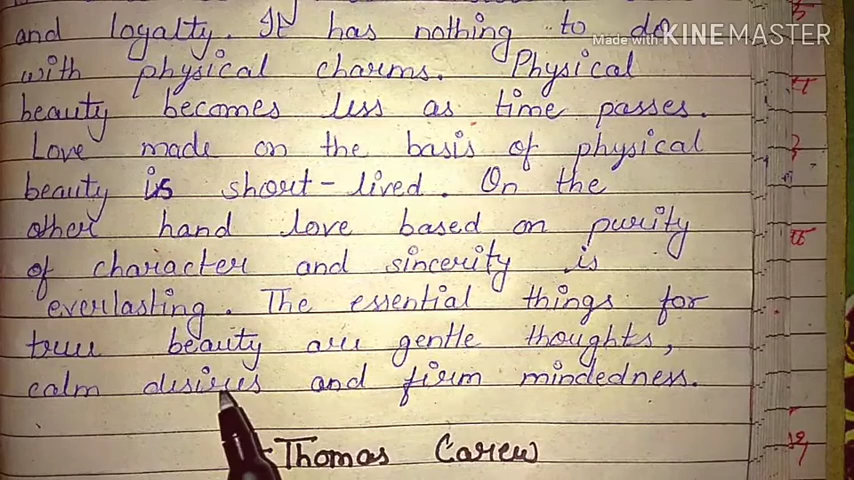 and loyalty. It has nothing to do
Made with KINEMASTER
with physical charms. Physical
beauty becomes less as time passes.
Love made on the basis of physical
beauty is short-lived. On the
other hand love based on purity
of character and sincerity is
everlasting. The essential things for
true beauty are gentle thoughts,
calm desires and firm mindedness.
-Thomas Carew